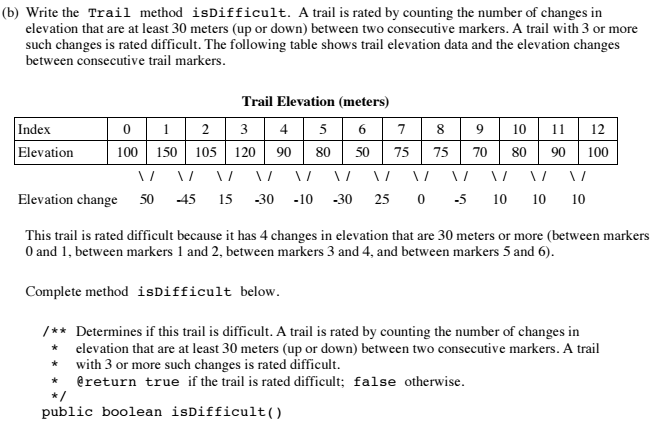 (b) Write the Trail method isDifficult. A trail is rated by counting the number of changes in
elevation that are at least 30 meters (up or down) between two consecutive markers. A trail with 3 or more
such changes is rated difficult. The following table shows trail elevation data and the elevation changes
between consecutive trail markers.
Trail Elevation (meters)
Index 0 1 2 3 4 5 6 7 8 9 10 11 12
Elevation 100 150 105 120 90 80 50 75 75 70 80 90 100
\ / \ / \ / \ / \ / \ / \ / \ / \ / \ / \ / \ /
Elevation change 50 -45 15 -30 -10 -30 25 0 -5 10 10 10
This trail is rated difficult because it has 4 changes in elevation that are 30 meters or more (between markers
0 and 1, between markers 1 and 2, between markers 3 and 4, and between markers 5 and 6).
Complete method isDifficult below.
/** Determines if this trail is difficult. A trail is rated by counting the number of changes in
* elevation that are at least 30 meters (up or down) between two consecutive markers. A trail
* with 3 or more such changes is rated difficult.
* @return true if the trail is rated difficult; false otherwise.
*/
public boolean isDifficult()